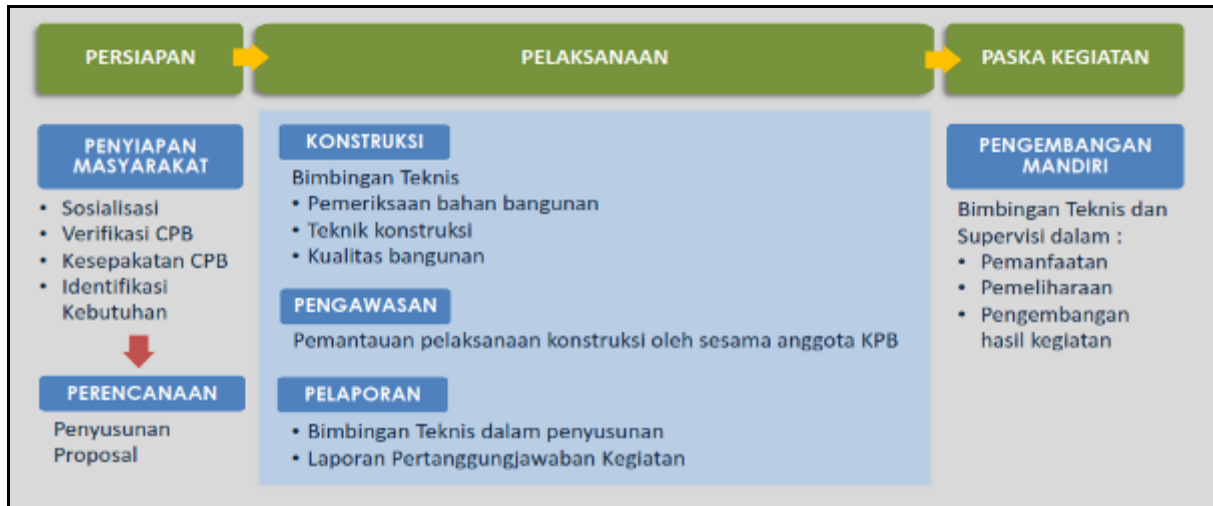 PERSIAPAN
PELAKSANAAN
PASKA KEGIATAN
PENYIAPAN
MASYARAKAT
• Sosialisasi
• Verifikasi CPB
• Kesepakatan CPB
• Identifikasi
Kebutuhan
PERENCANAAN
Penyusunan
Proposal
KONSTRUKSI
Bimbingan Teknis
• Pemeriksaan bahan bangunan
• Teknik konstruksi
• Kualitas bangunan
PENGAWASAN
Pemantauan pelaksanaan konstruksi oleh sesama anggota KPB
PELAPORAN
• Bimbingan Teknis dalam penyusunan
• Laporan Pertanggungjawaban Kegiatan
PENGEMBANGAN
MANDIRI
Bimbingan Teknis dan
Supervisi dalam :
• Pemanfaatan
• Pemeliharaan
• Pengembangan
hasil kegiatan